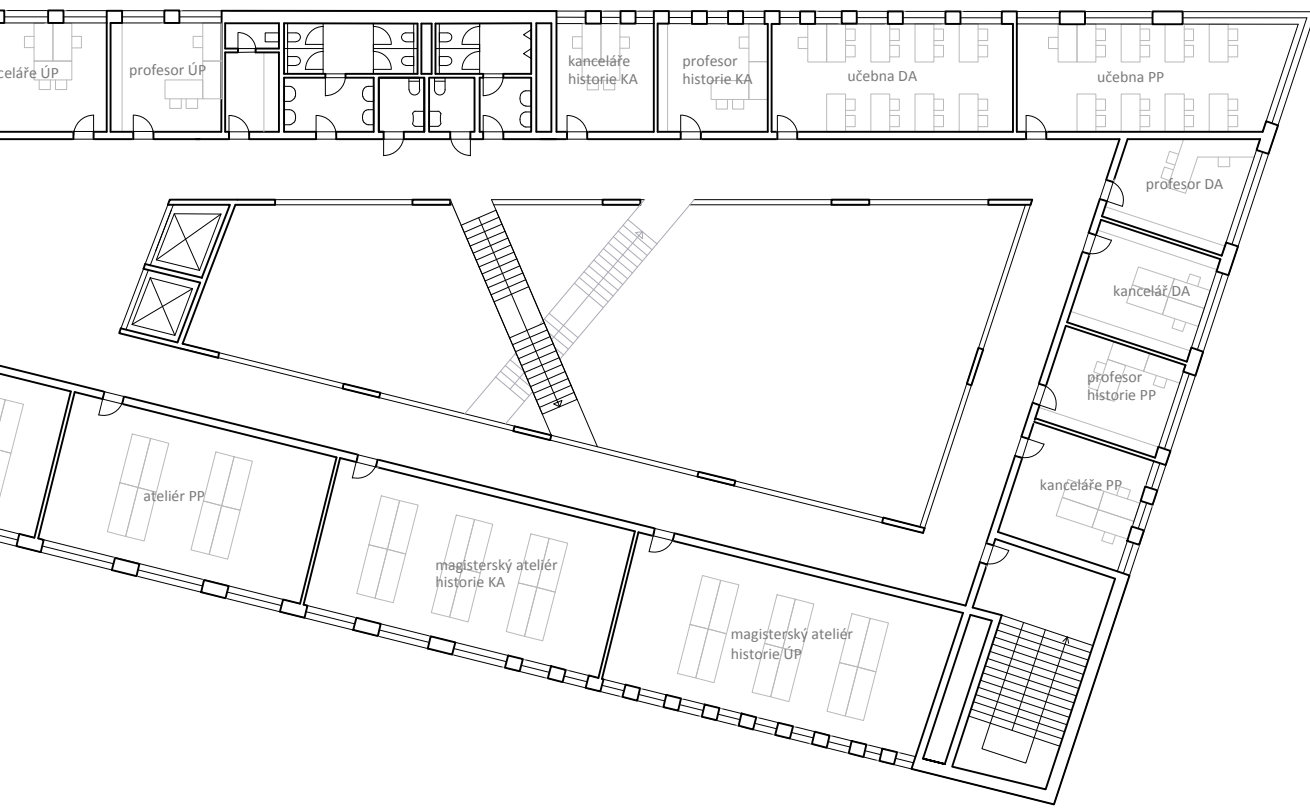 celáře ÚP
profesor ÚP
kanceláře
historie KA
profesor
historie KA
učebna DA
učebna PP
profesor DA
kancelář DA
profesor
historie PP
kanceláře PP
ateliér PP
magisterský ateliér
historie KA
magisterský ateliér
historie ÚP